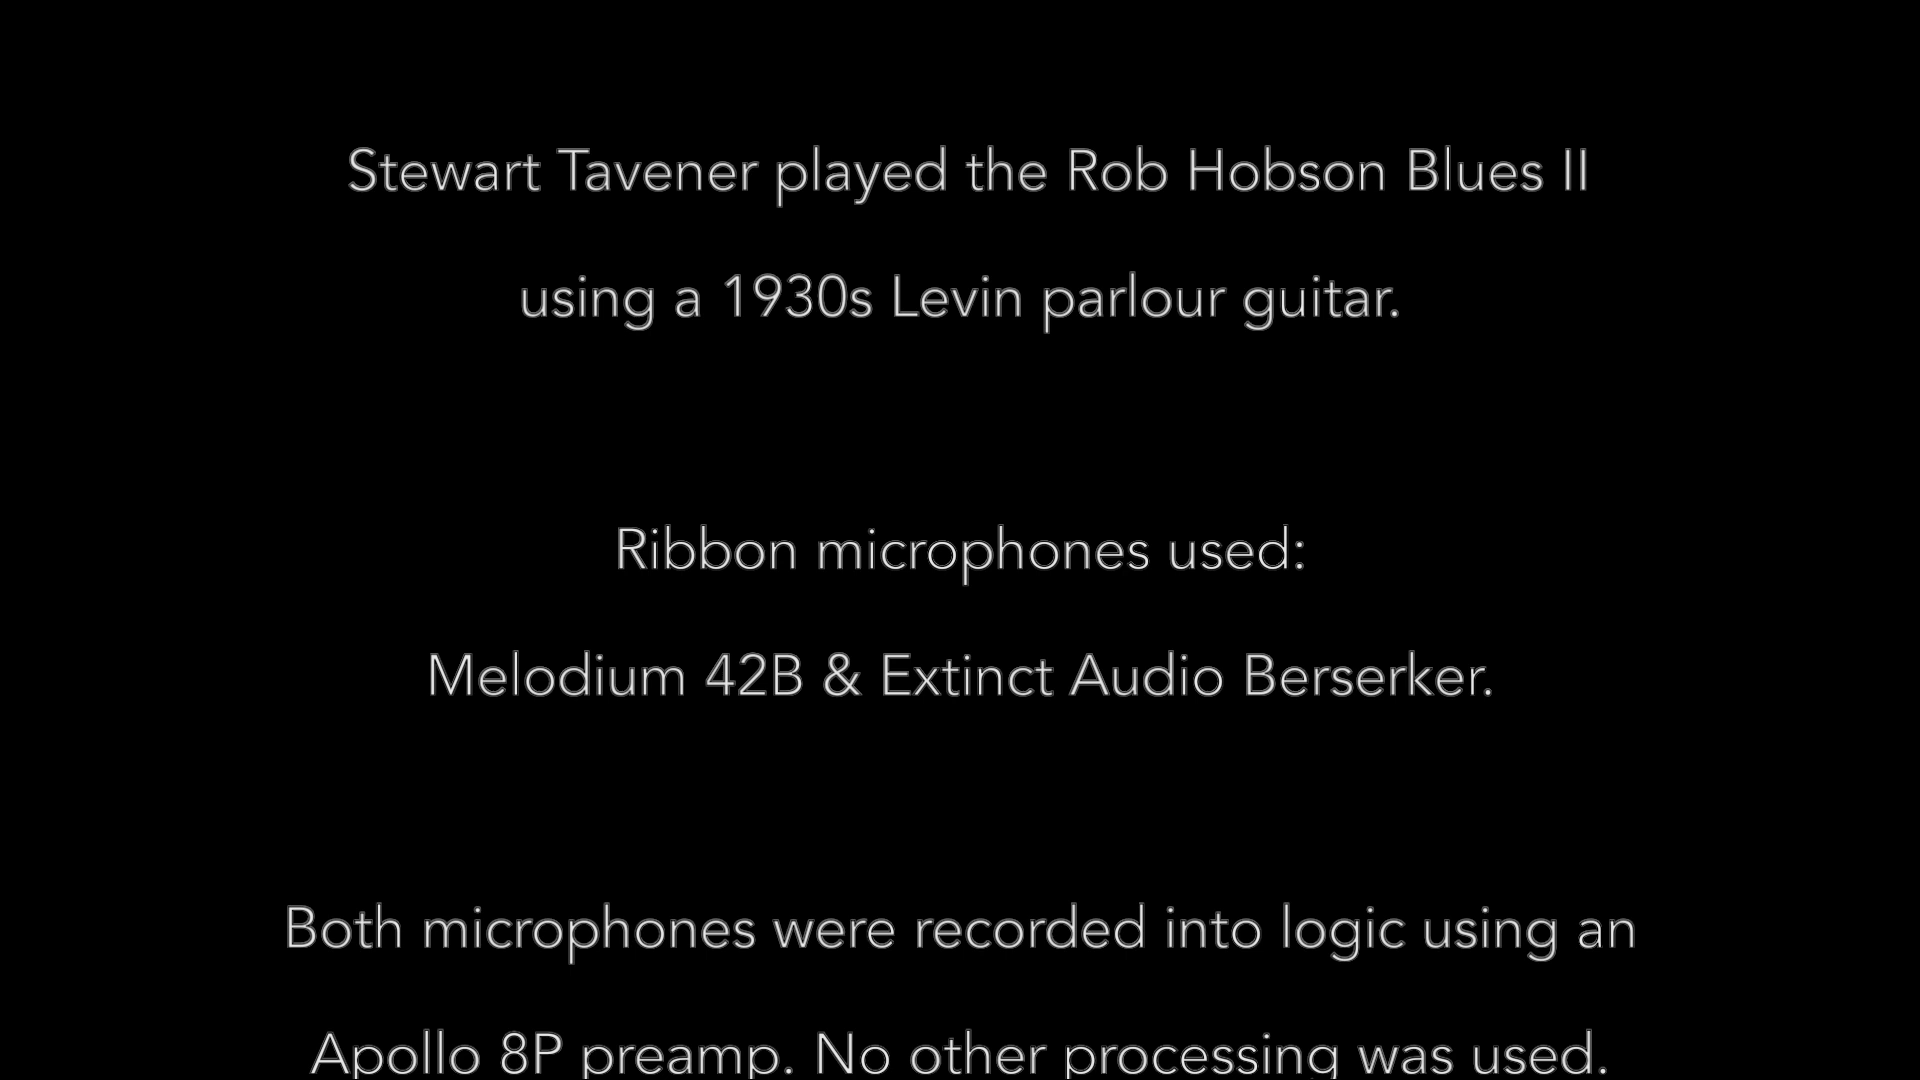 Stewart Tavener played the Rob Hobson Blues II
using a 1930s Levin parlour guitar.
Ribbon microphones used:
Melodium 42B & Extinct Audio Berserker.
Both microphones were recorded into logic using an
Apollo 8P preamp. No other processing was used.